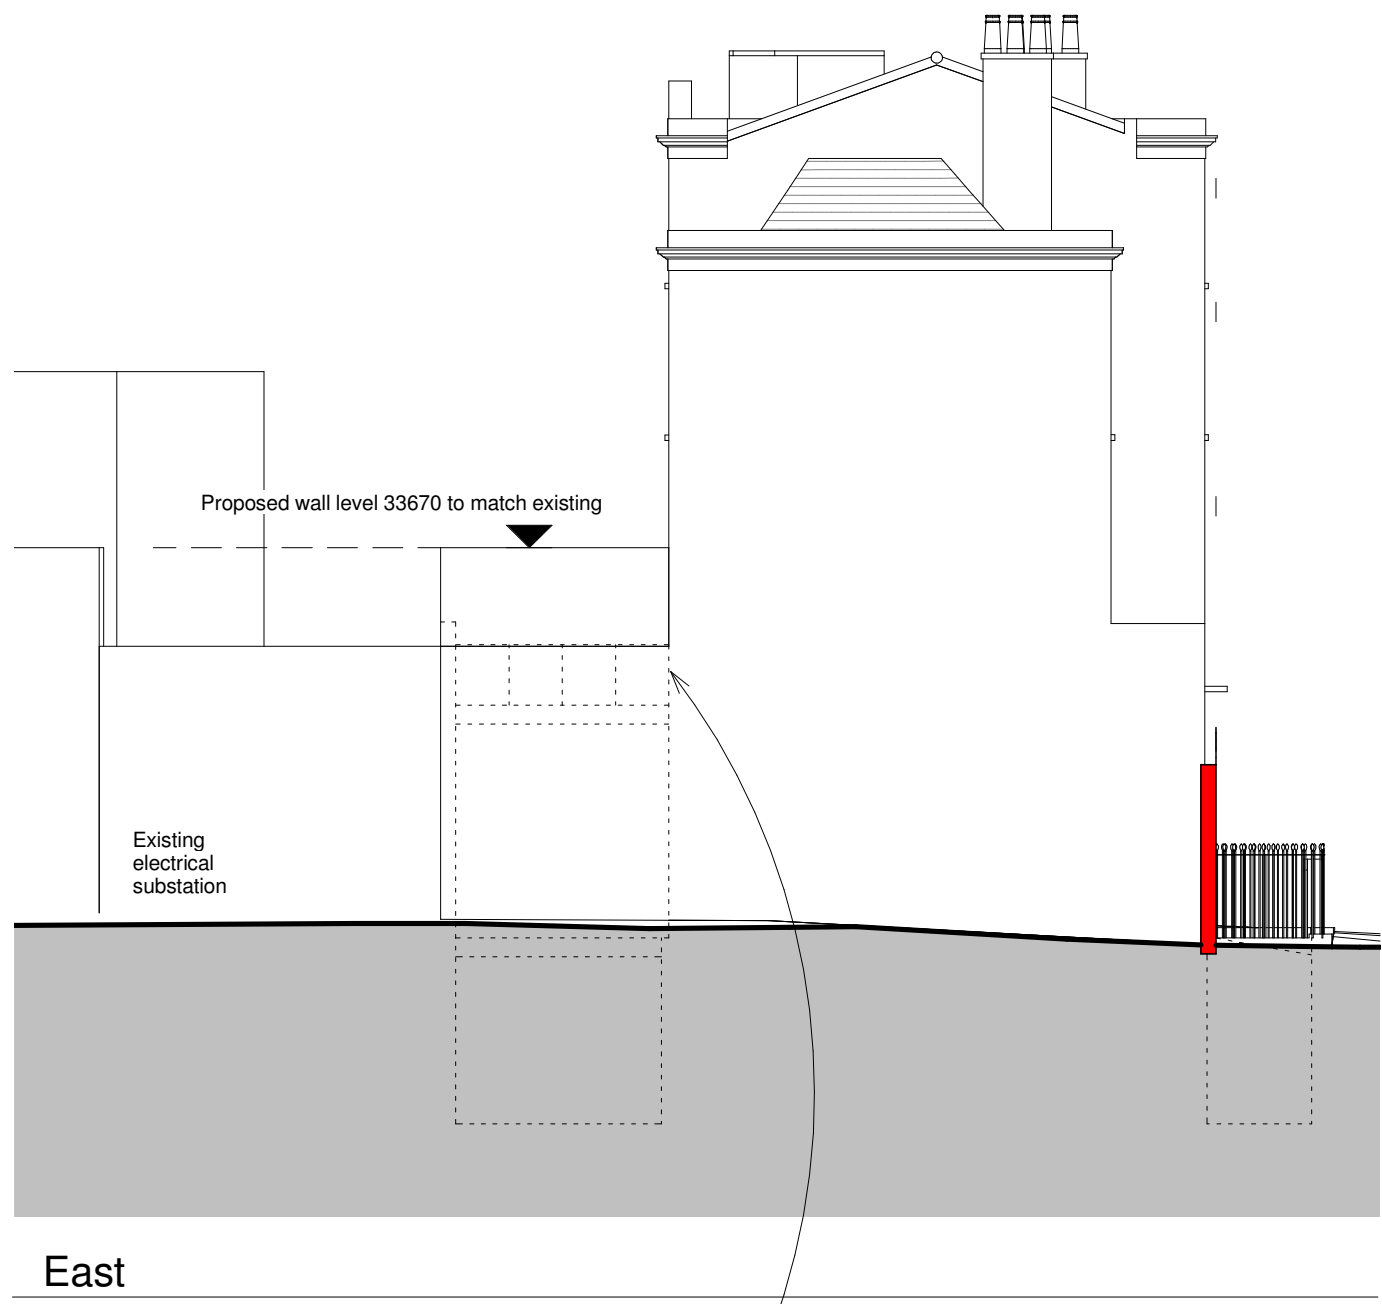 Proposed wall level 33670 to match existing
Existing
electrical
substation
East